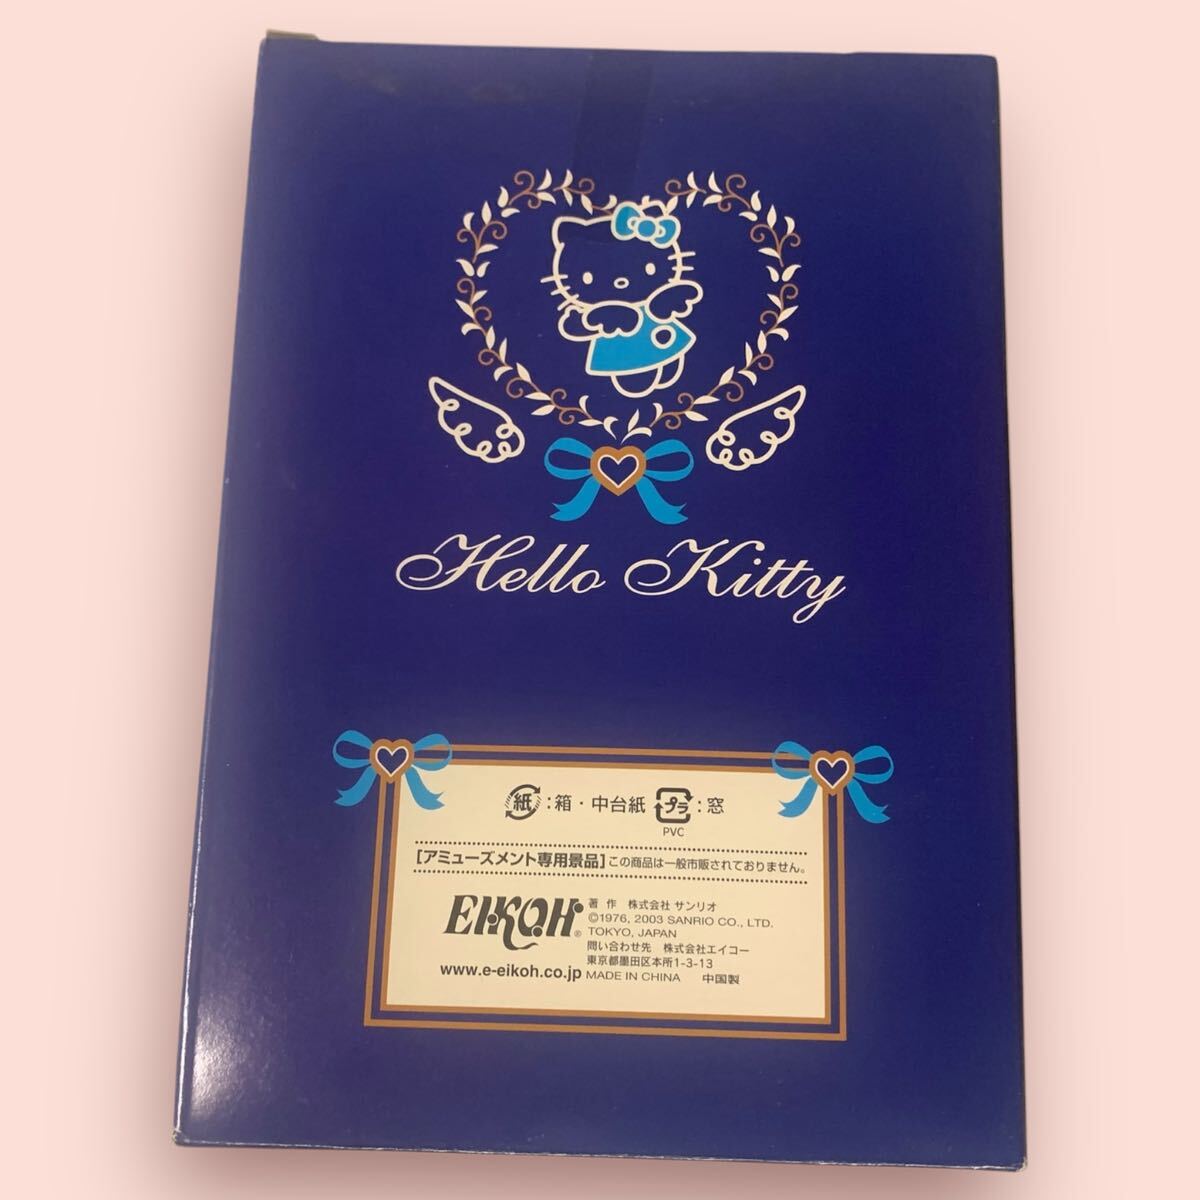 Hello Kitty
紙:箱・中台紙 プラ:窓
PVC
[アミューズメント専用景品]この商品は一般市販されておりません。
EIKOH®
www.e-eikoh.co.jp
著作 株式会社 サンリオ
©1976, 2003 SANRIO CO., LTD.
TOKYO, JAPAN
問い合わせ先 株式会社エイコー
東京都墨田区本所1-3-13
MADE IN CHINA 中国製